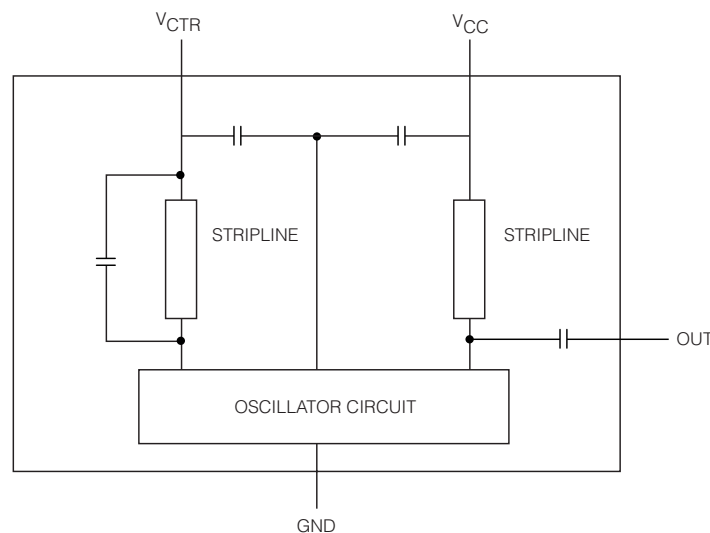 VCTR
VCC
STRIPLINE
STRIPLINE
OUT
OSCILLATOR CIRCUIT
GND